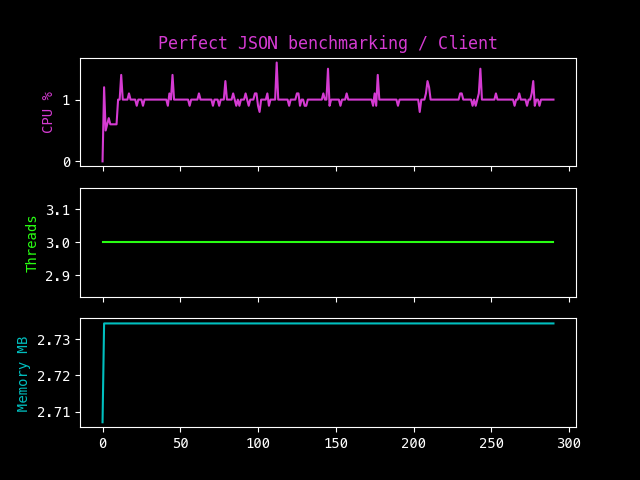 Perfect JSON benchmarking / Client
CPU %
1
0
Threads
3.1
3.0
2.9
Memory MB
2.73
2.72
2.71
0 50 100 150 200 250 300